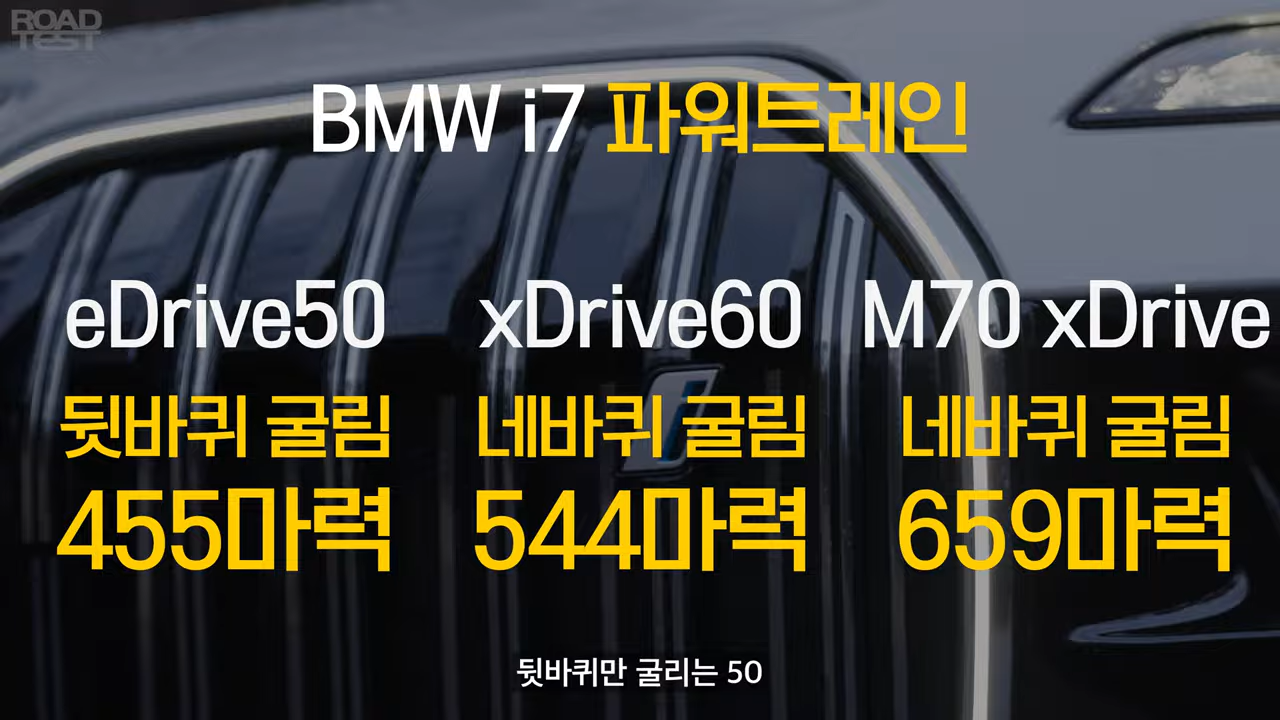 ROAD
TEST
BMW i7 파워트레인
eDrive50 xDrive60 M70 xDrive
뒷바퀴 굴림 네바퀴 굴림 네바퀴 굴림
455마력 544마력 659마력
뒷바퀴만 굴리는 50